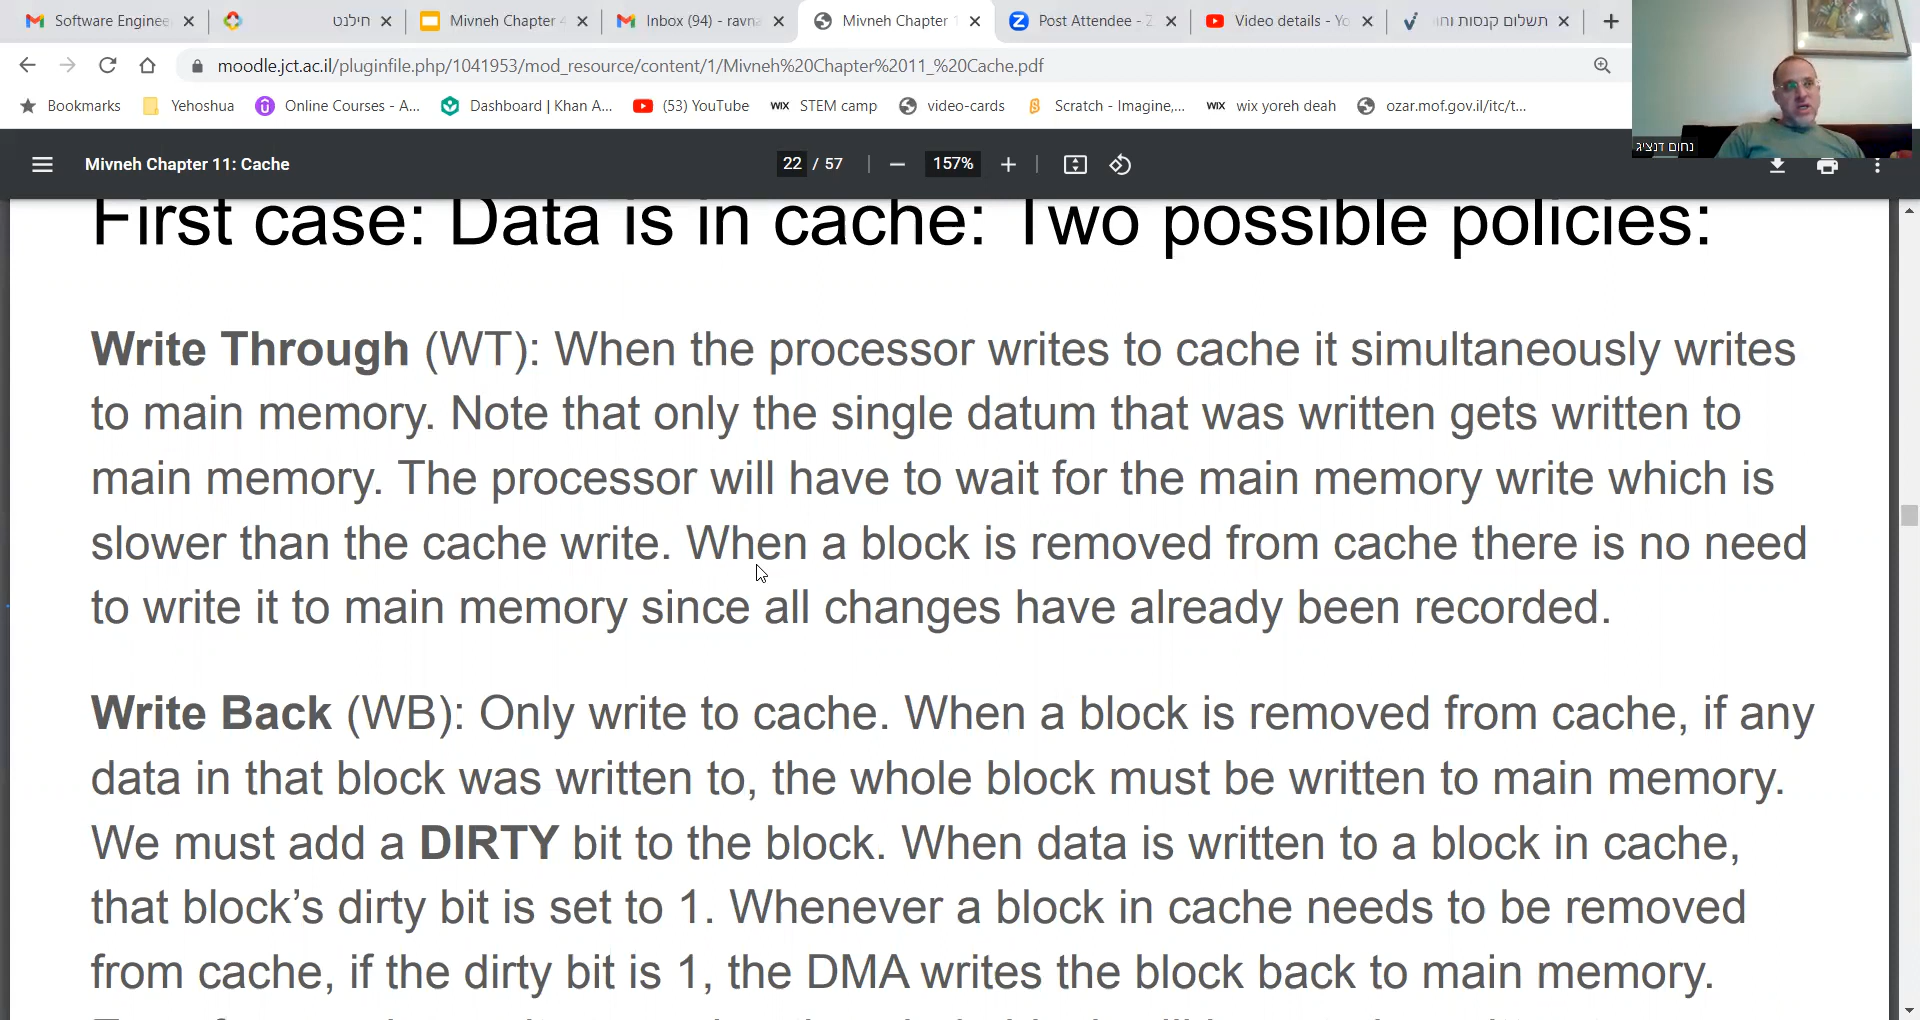 Software Enginee
חילנט
Mivneh Chapter 4
Inbox (94) - ravna
Mivneh Chapter 1
Post Attendee - Z
Video details - Yo
תשלום קנסות וחו
moodle.jct.ac.il/pluginfile.php/1041953/mod_resource/content/1/Mivneh%20Chapter%2011_%20Cache.pdf
Bookmarks
Yehoshua
Online Courses - A...
Dashboard | Khan A...
(53) YouTube
WIX STEM camp
video-cards
Scratch - Imagine,...
WIX wix yoreh deah
ozar.mof.gov.il/itc/t...
נחום דנציג
Mivneh Chapter 11: Cache
22 / 57
157%
First case: Data is in cache: Two possible policies:
Write Through (WT): When the processor writes to cache it simultaneously writes
to main memory. Note that only the single datum that was written gets written to
main memory. The processor will have to wait for the main memory write which is
slower than the cache write. When a block is removed from cache there is no need
to write it to main memory since all changes have already been recorded.
Write Back (WB): Only write to cache. When a block is removed from cache, if any
data in that block was written to, the whole block must be written to main memory.
We must add a DIRTY bit to the block. When data is written to a block in cache,
that block’s dirty bit is set to 1. Whenever a block in cache needs to be removed
from cache, if the dirty bit is 1, the DMA writes the block back to main memory.